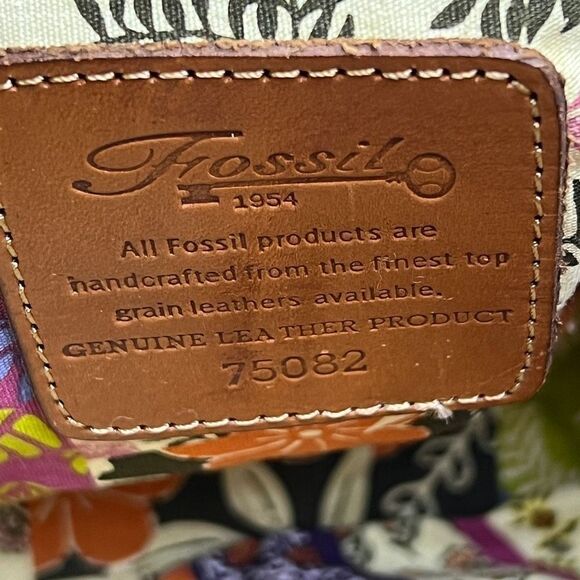 Fossil
1954
All Fossil products are
handcrafted from the finest top
grain leathers available.
GENUINE LEATHER PRODUCT
75082